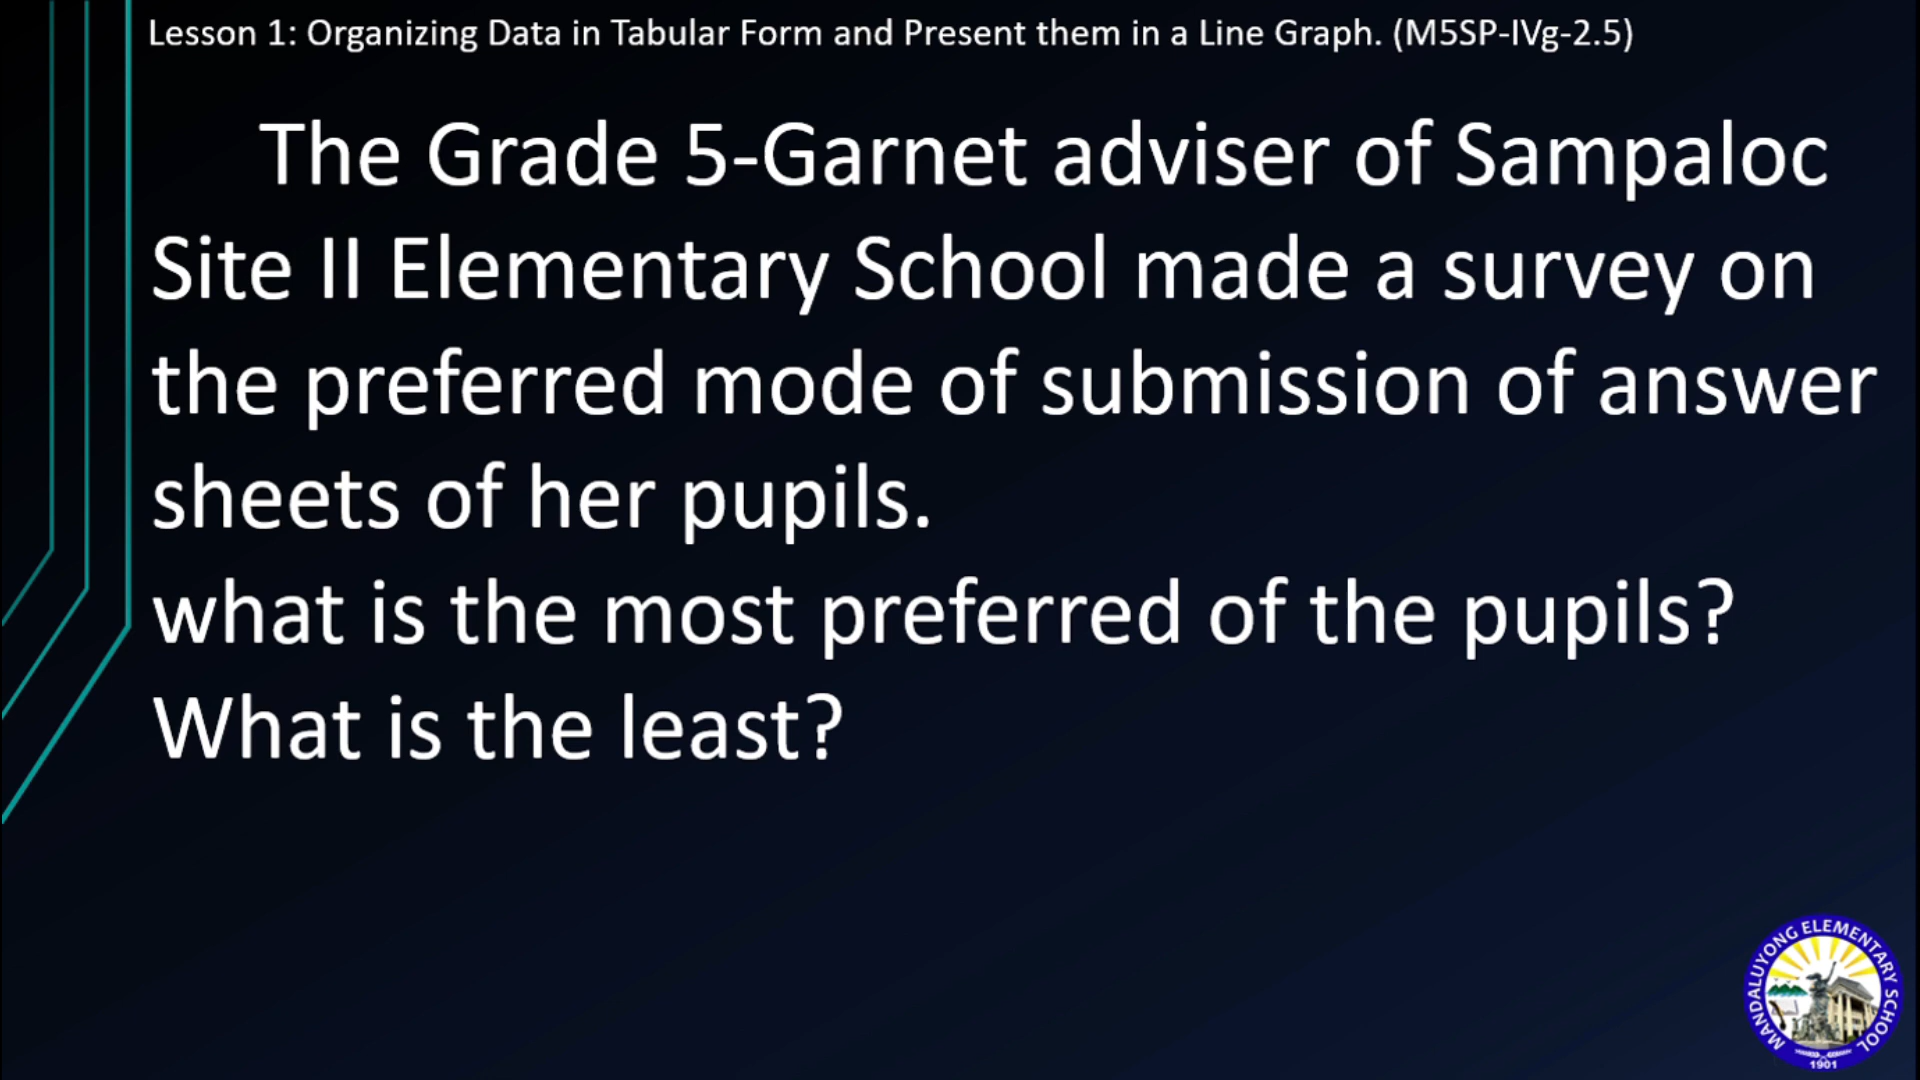 Lesson 1: Organizing Data in Tabular Form and Present them in a Line Graph. (M5SP-IVg-2.5)
The Grade 5-Garnet adviser of Sampaloc
Site II Elementary School made a survey on
the preferred mode of submission of answer
sheets of her pupils.
what is the most preferred of the pupils?
What is the least?
MANDALUYONG ELEMENTARY SCHOOL
1901